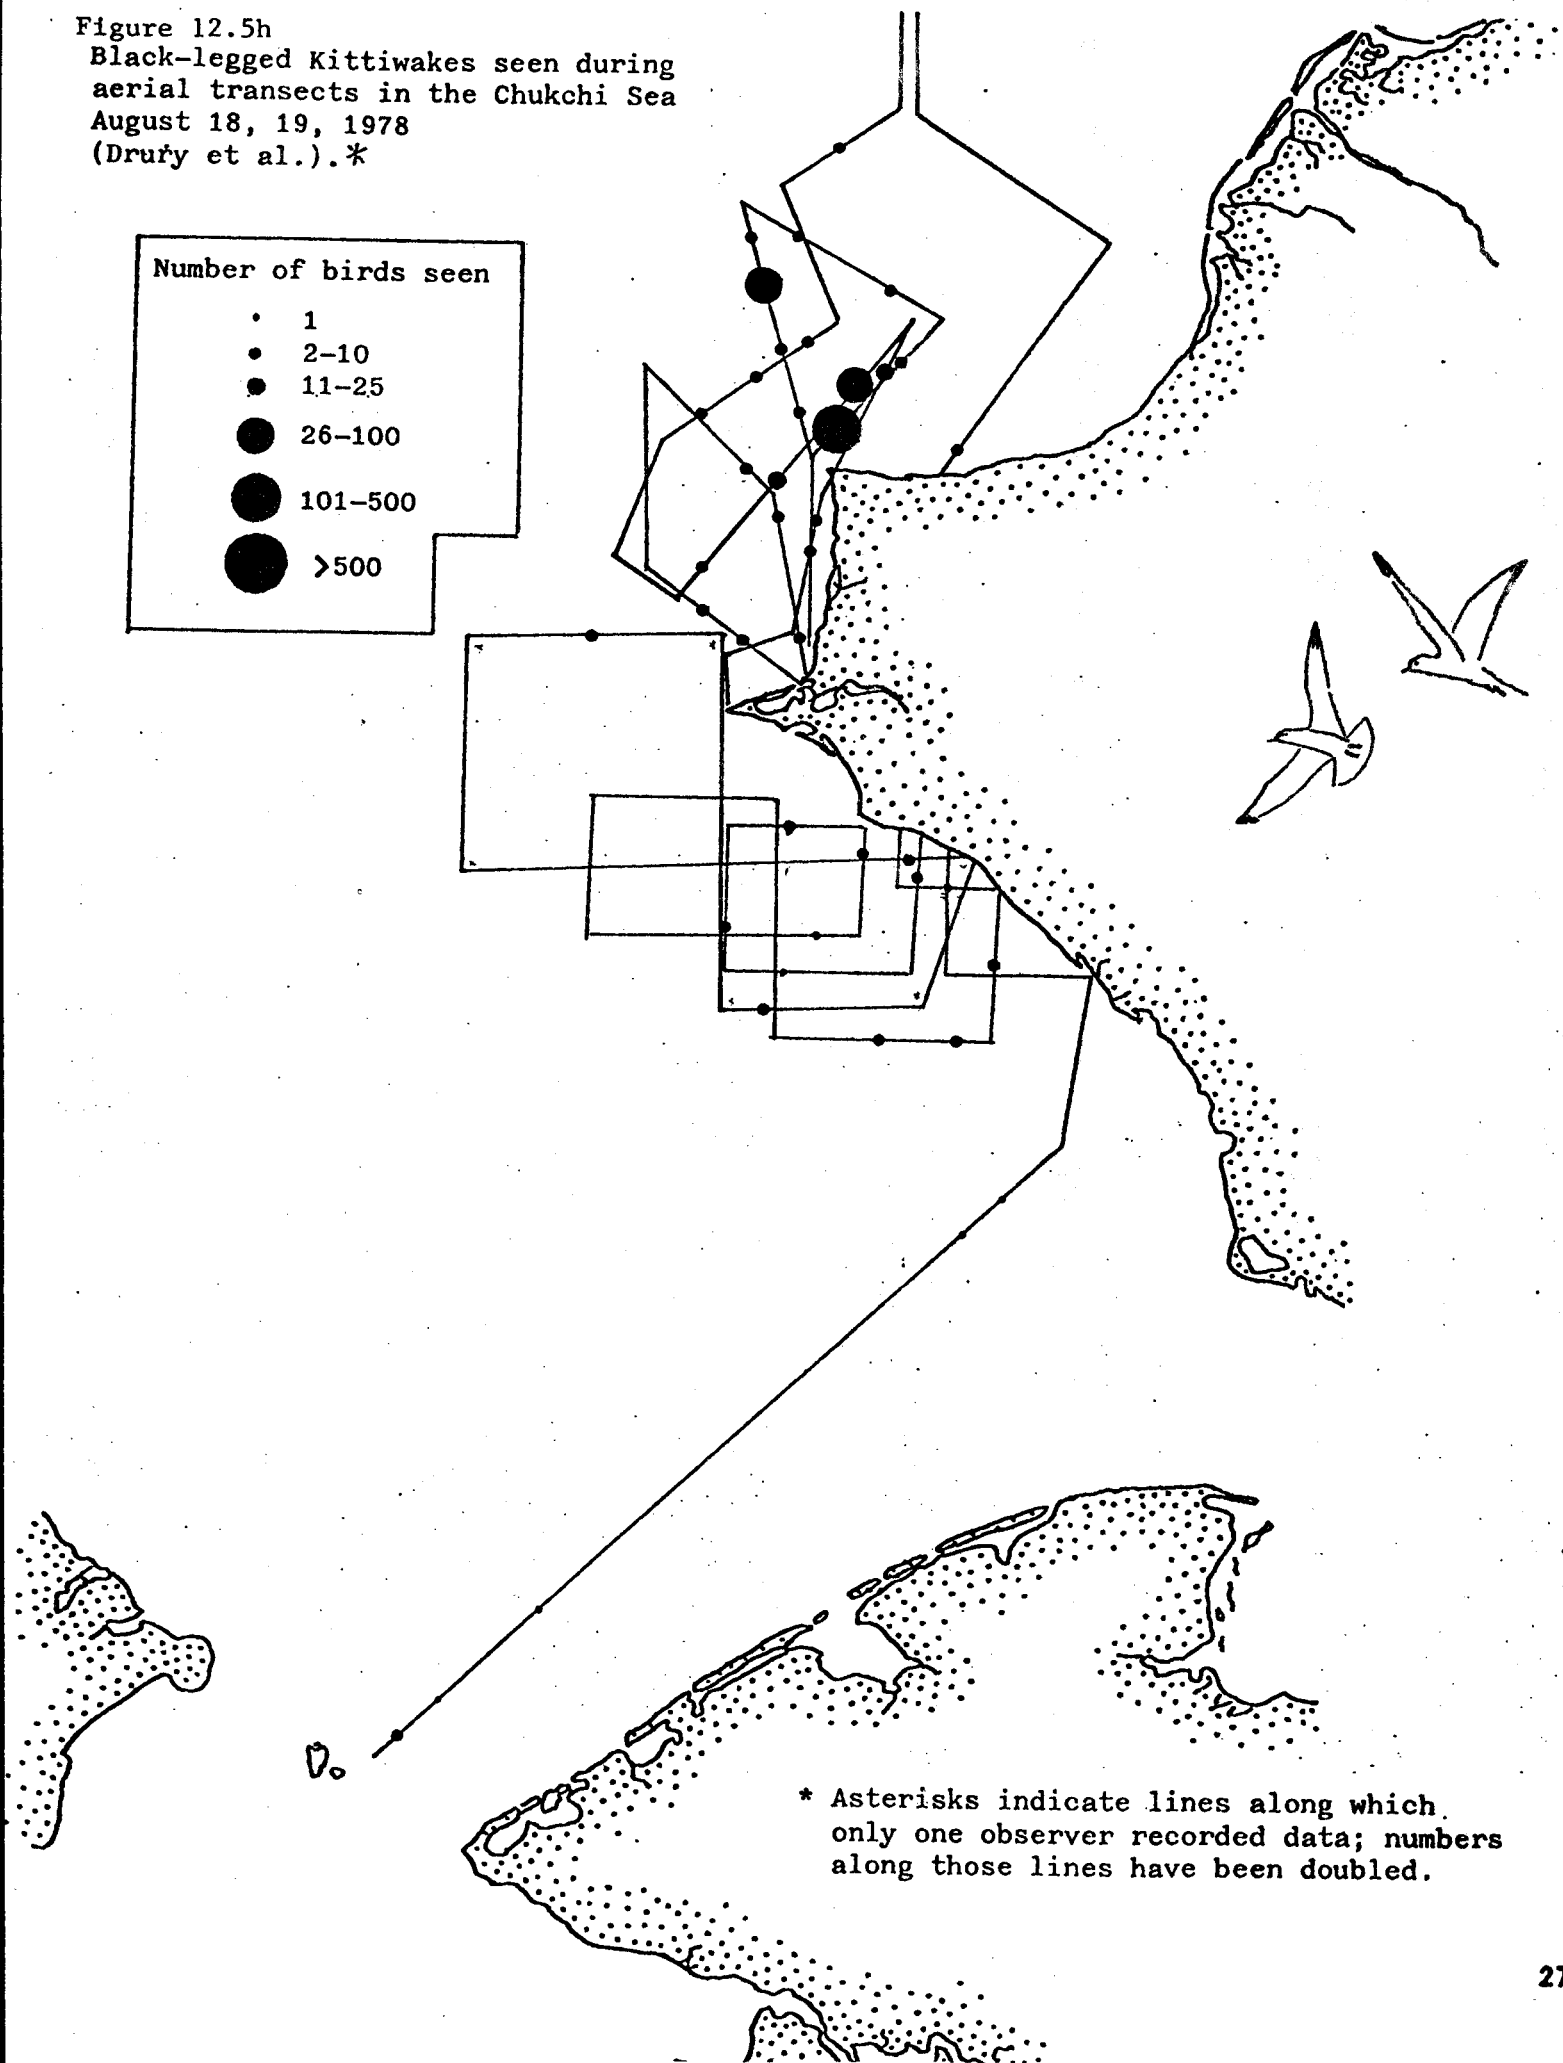 Figure 12.5h
Black-legged Kittiwakes seen during
aerial transects in the Chukchi Sea
August 18, 19, 1978
(Drury et al.).*
Number of birds seen
1
2-10
11-25
26-100
101-500
>500
* Asterisks indicate lines along which
only one observer recorded data; numbers
along those lines have been doubled.
27